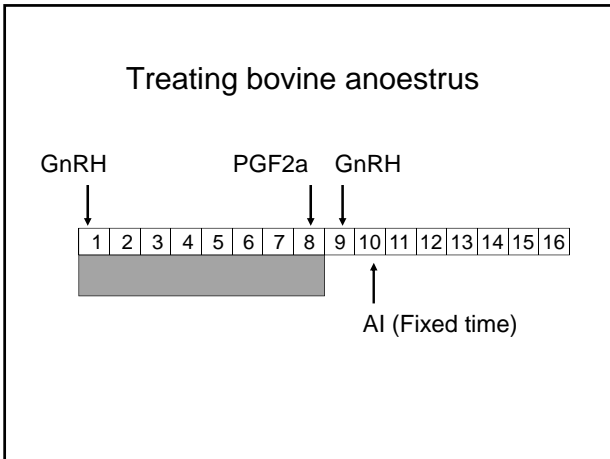 Treating bovine anoestrus
GnRH PGF2a GnRH
1 2 3 4 5 6 7 8 9 10 11 12 13 14 15 16
AI (Fixed time)